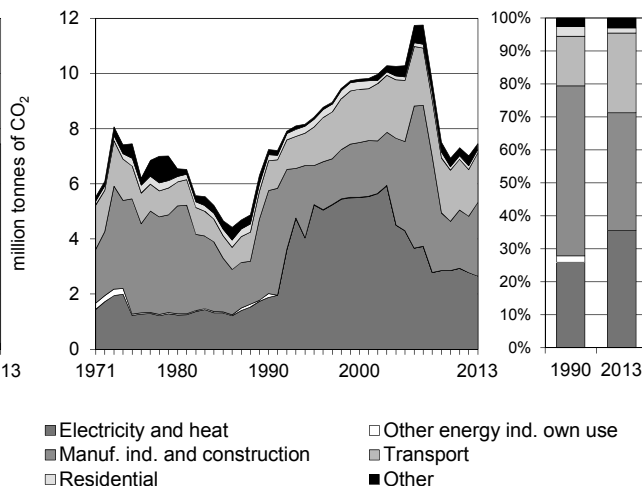 million tonnes of CO₂
12
10
8
6
4
2
0
1971 1980 1990 2000 2013
13
100%
90%
80%
70%
60%
50%
40%
30%
20%
10%
0%
1990 2013
Electricity and heat
Other energy ind. own use
Manuf. ind. and construction
Transport
Residential
Other